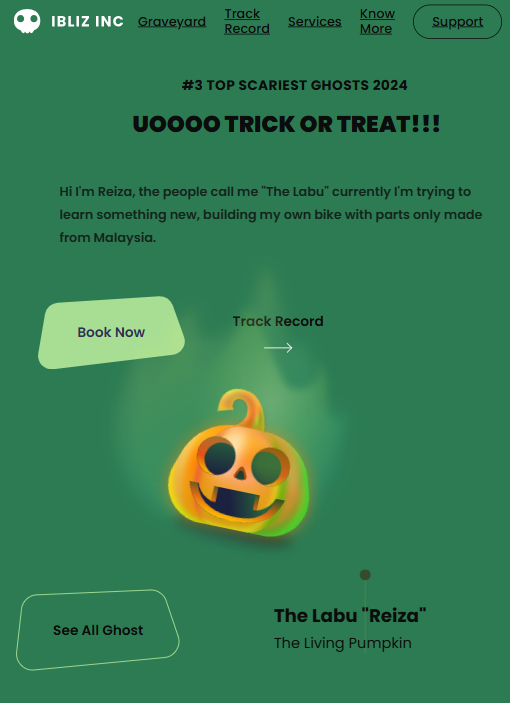 IBLIZ INC
Graveyard
Track
Record
Services
Know
More
Support
#3 TOP SCARIEST GHOSTS 2024
UOOOO TRICK OR TREAT!!!
Hi I'm Reiza, the people call me "The Labu" currently I'm trying to
learn something new, building my own bike with parts only made
from Malaysia.
Book Now
Track Record
See All Ghost
The Labu "Reiza"
The Living Pumpkin